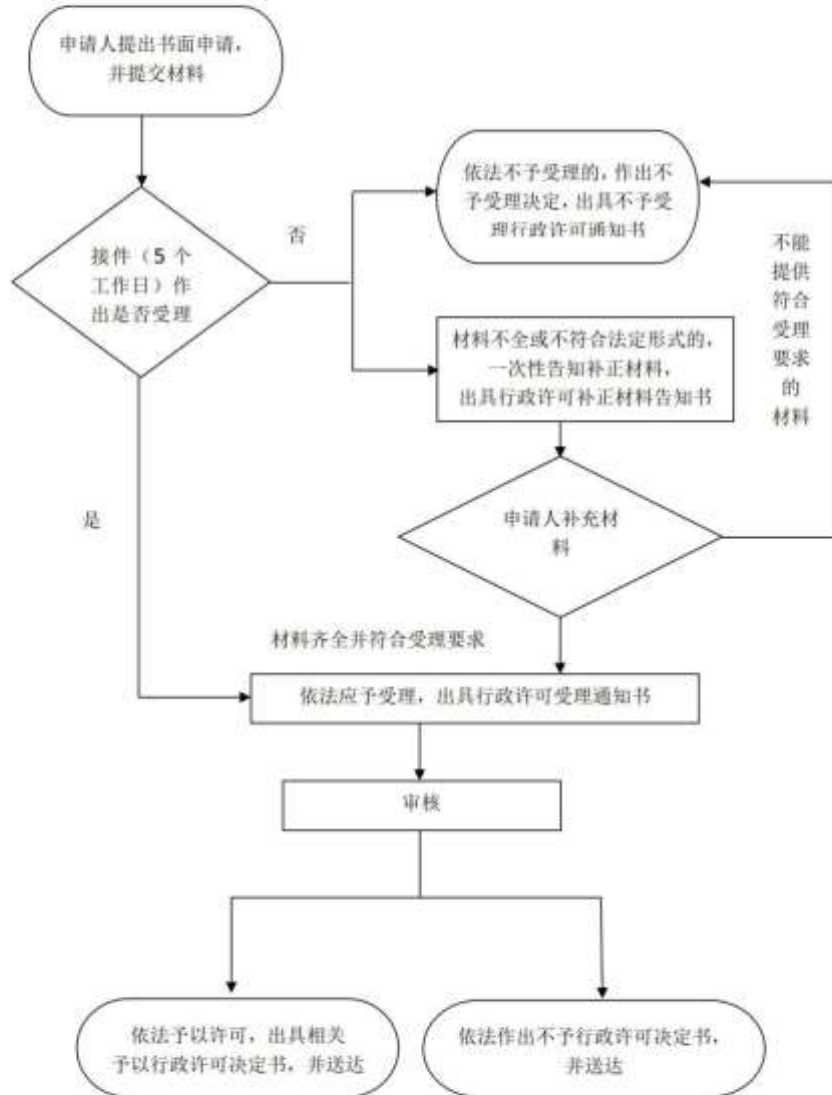 申请人提出书面申请，
并提交材料
依法不予受理的，作出不
予受理决定，出具不予受
理行政许可通知书
否
接件（5 个
工作日）作
出是否受理
不能
提供
符合
受理
要求
的
材料
材料不全或不符合法定形式的，
一次性告知补正材料，
出具行政许可补正材料告知书
是
申请人补充材
料
材料齐全并符合受理要求
依法应予受理，出具行政许可受理通知书
审核
依法予以许可，出具相关
予以行政许可决定书，并送达
依法作出不予行政许可决定书，
并送达